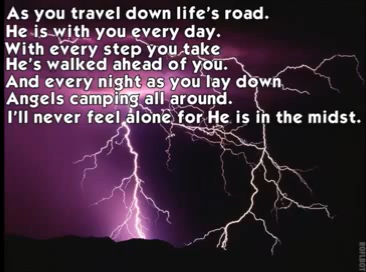 As you travel down life's road.
He is with you every day.
With every step you take
He's walked ahead of you.
And every night as you lay down
Angels camping all around.
I'll never feel alone for He is in the midst.
ROFLBOT